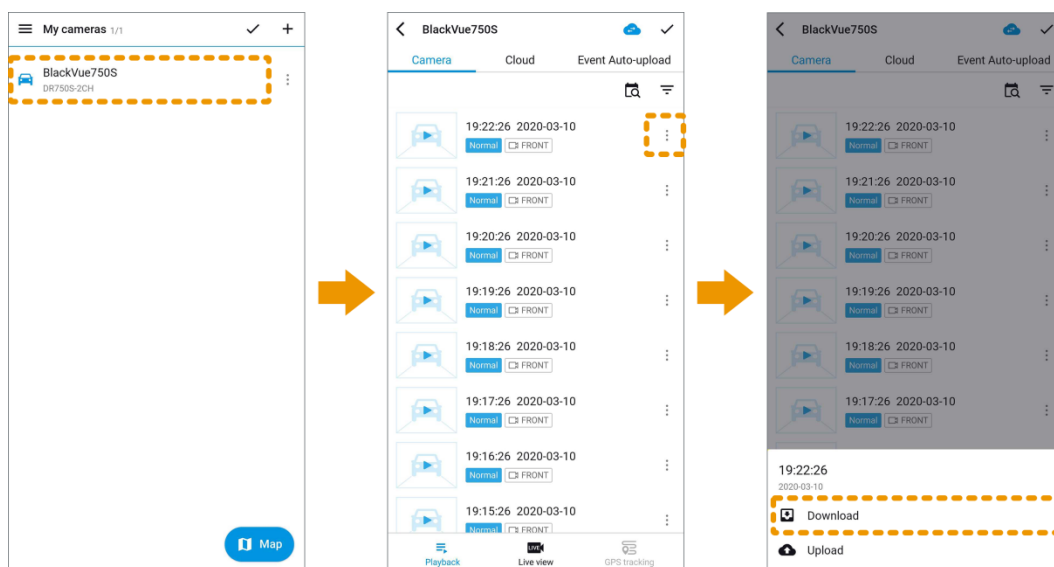 My cameras 1/1
BlackVue750S
DR750S-2CH
Map
BlackVue750S
Camera Cloud Event Auto-upload
19:22:26 2020-03-10
Normal FRONT
19:21:26 2020-03-10
Normal FRONT
19:20:26 2020-03-10
Normal FRONT
19:19:26 2020-03-10
Normal FRONT
19:18:26 2020-03-10
Normal FRONT
19:17:26 2020-03-10
Normal FRONT
19:16:26 2020-03-10
Normal FRONT
19:15:26 2020-03-10
Normal FRONT
LIVE
Playback Live view GPS tracking
BlackVue750S
Camera Cloud Event Auto-upload
19:22:26 2020-03-10
Normal FRONT
19:21:26 2020-03-10
Normal FRONT
19:20:26 2020-03-10
Normal FRONT
19:19:26 2020-03-10
Normal FRONT
19:18:26 2020-03-10
Normal FRONT
19:17:26 2020-03-10
Normal FRONT
19:22:26
2020-03-10
Download
Upload